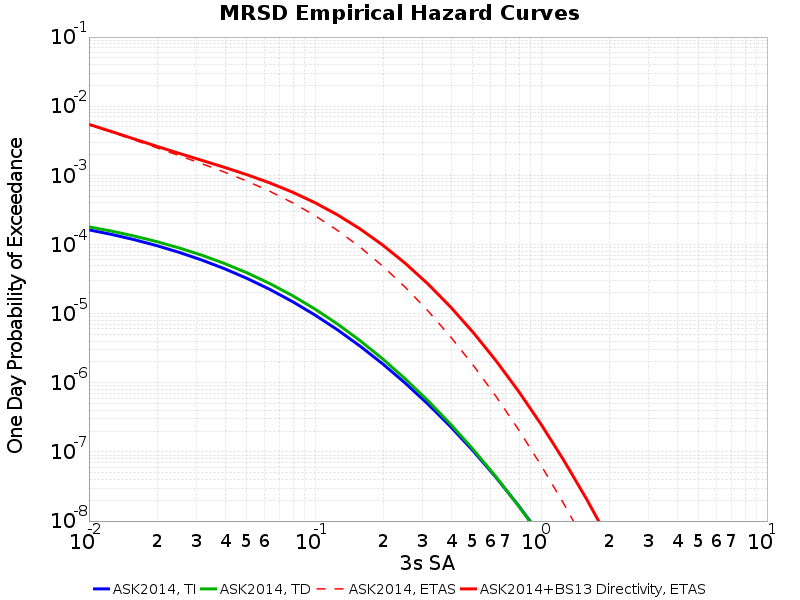 MRSD Empirical Hazard Curves
One Day Probability of Exceedance
10-1
10-2
10-3
10-4
10-5
10-6
10-7
10-8
10-2 2 3 4 5 6 10-1 2 3 4 5 6 7 100 2 3 4 5 6 7 101
3s SA
ASK2014, TI ASK2014, TD ASK2014, ETAS ASK2014+BS13 Directivity, ETAS